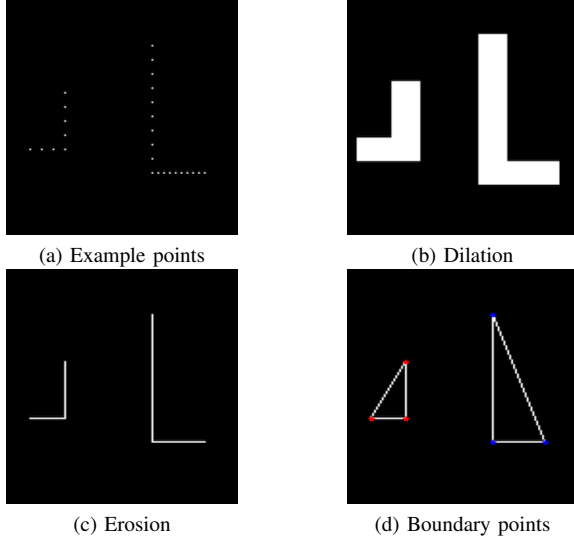 (a) Example points
(b) Dilation
(c) Erosion
(d) Boundary points